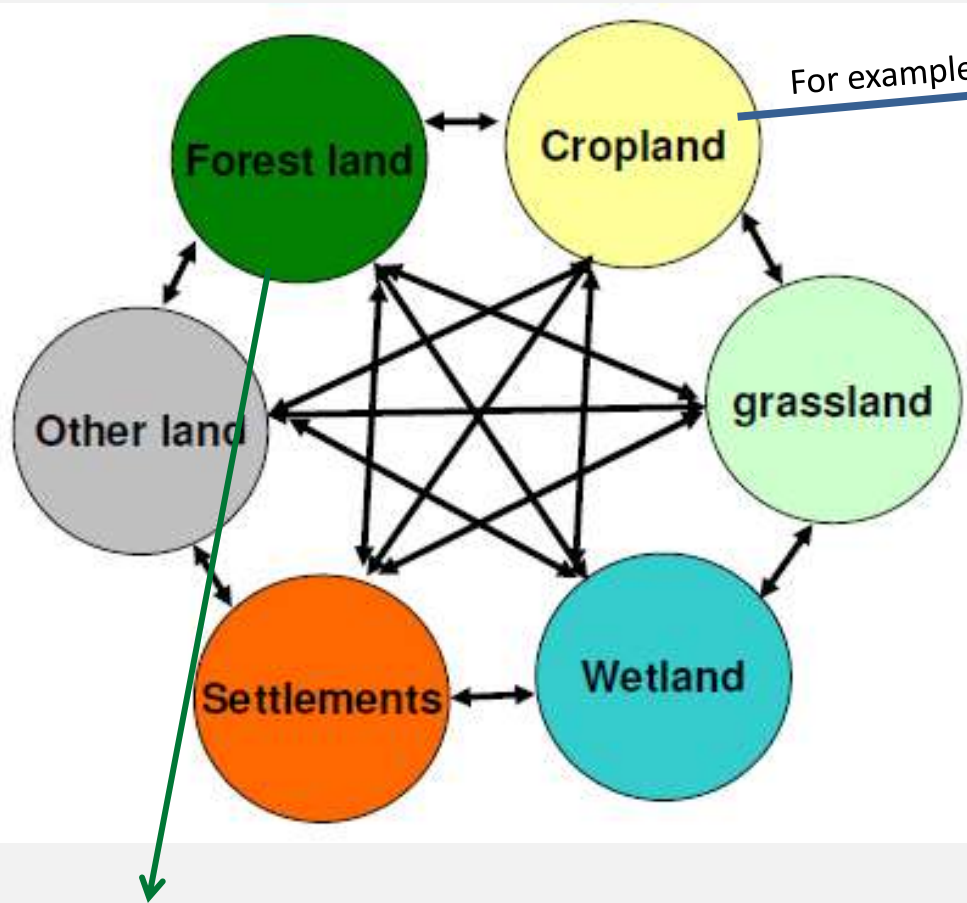 For example
Forest land
Cropland
Other land
grassland
Settlements
Wetland